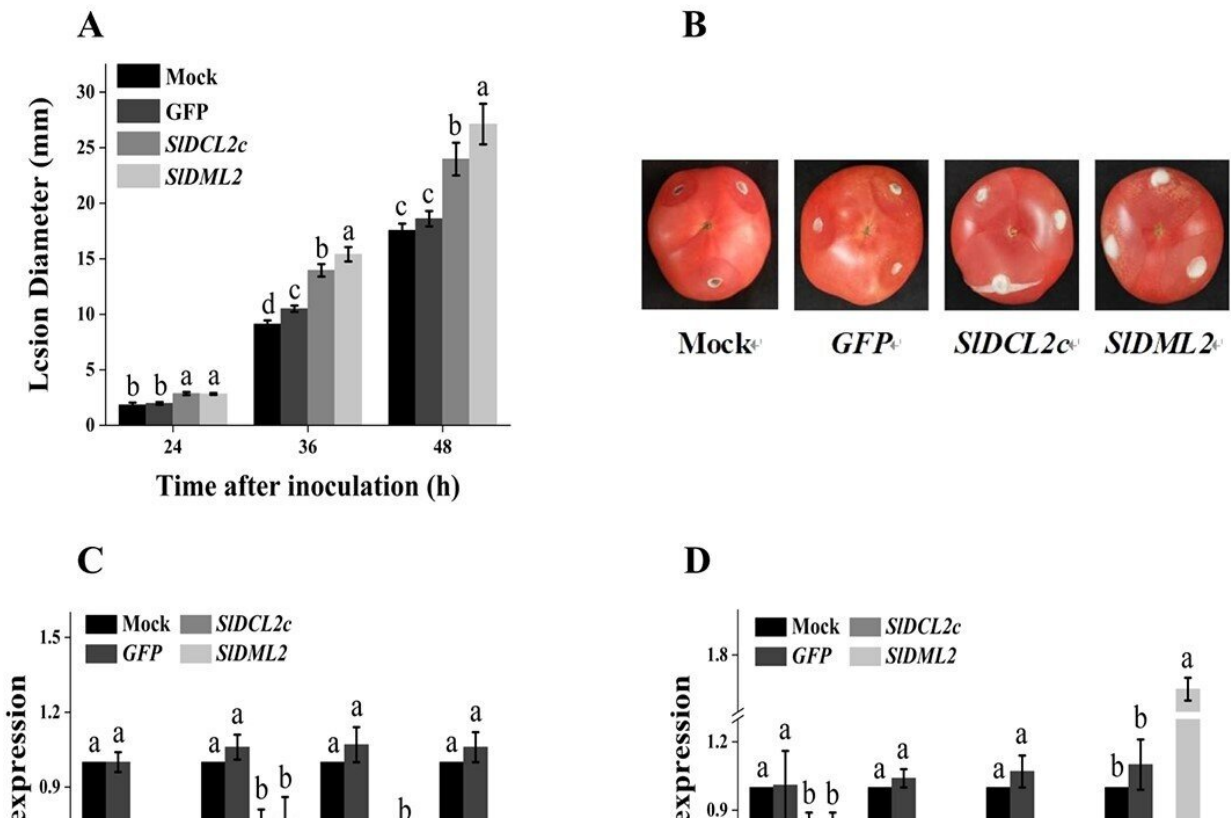 A
B
Mock
GFP
SlDCL2c
SlDML2
30
25
20
15
10
5
0
Lcsion Diameter (mm)
b b a a
d c b a
c c b a
24 36 48
Time after inoculation (h)
Mock↵ GFP↵ SlDCL2c↵ SlDML2↵
C
D
Mock SlDCL2c
GFP SlDML2
1.5
1.2
0.9
expression
a a
a a b b
a a b
a a
Mock SlDCL2c
GFP SlDML2
1.8
1.2
0.9
expression
a a b b
a a
a a
b b a